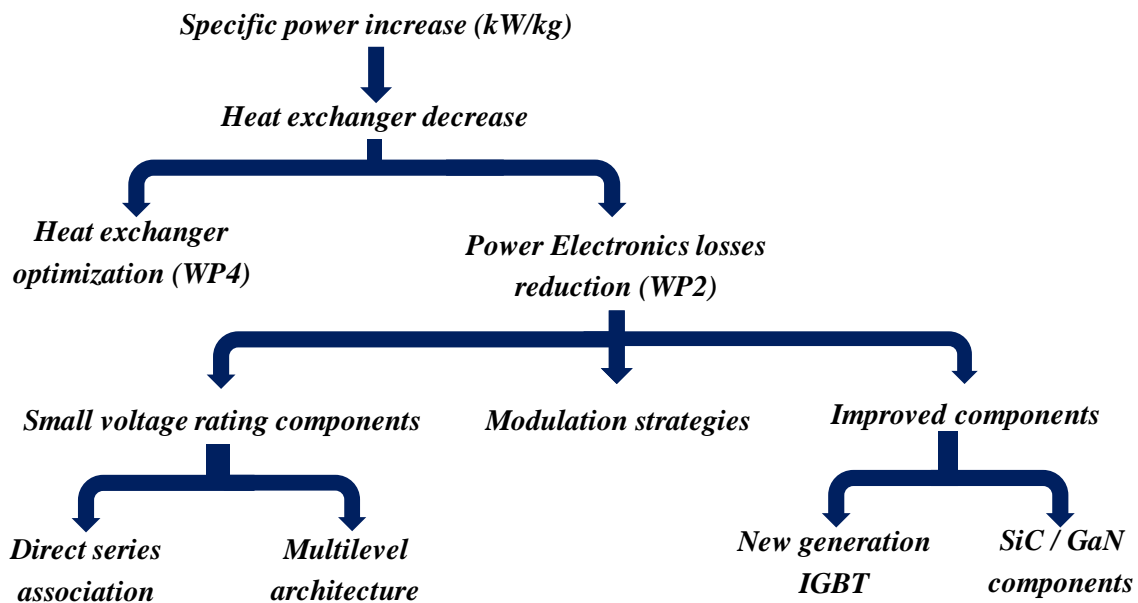 Specific power increase (kW/kg)
Heat exchanger decrease
Heat exchanger
optimization (WP4)
Power Electronics losses
reduction (WP2)
Small voltage rating components
Modulation strategies
Improved components
Direct series
association
Multilevel
architecture
New generation
IGBT
SiC / GaN
components